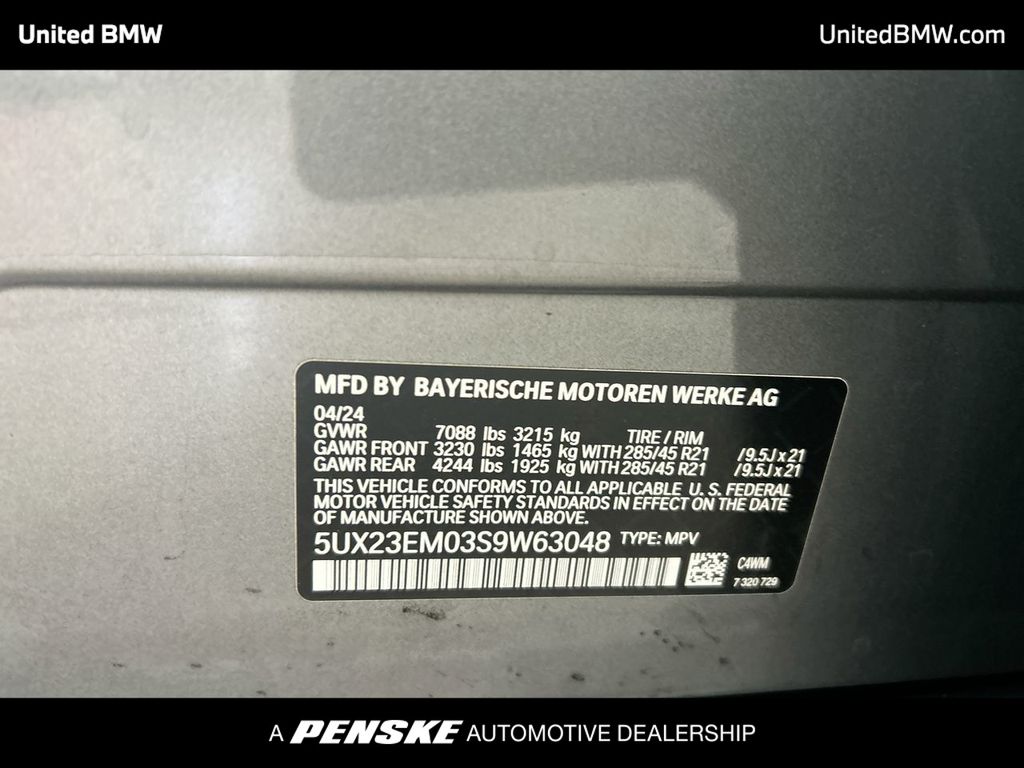 United BMW
UnitedBMW.com
MFD BY BAYERISCHE MOTOREN WERKE AG
04/24
GVWR 7088 lbs 3215 kg TIRE / RIM
GAWR FRONT 3230 lbs 1465 kg WITH 285/45 R21 /9.5J x 21
GAWR REAR 4244 lbs 1925 kg WITH 285/45 R21 /9.5J x 21
THIS VEHICLE CONFORMS TO ALL APPLICABLE U. S. FEDERAL
MOTOR VEHICLE SAFETY STANDARDS IN EFFECT ON THE DATE
OF MANUFACTURE SHOWN ABOVE.
5UX23EM03S9W63048 TYPE: MPV
C4WM
7 320 729
A PENSKE AUTOMOTIVE DEALERSHIP